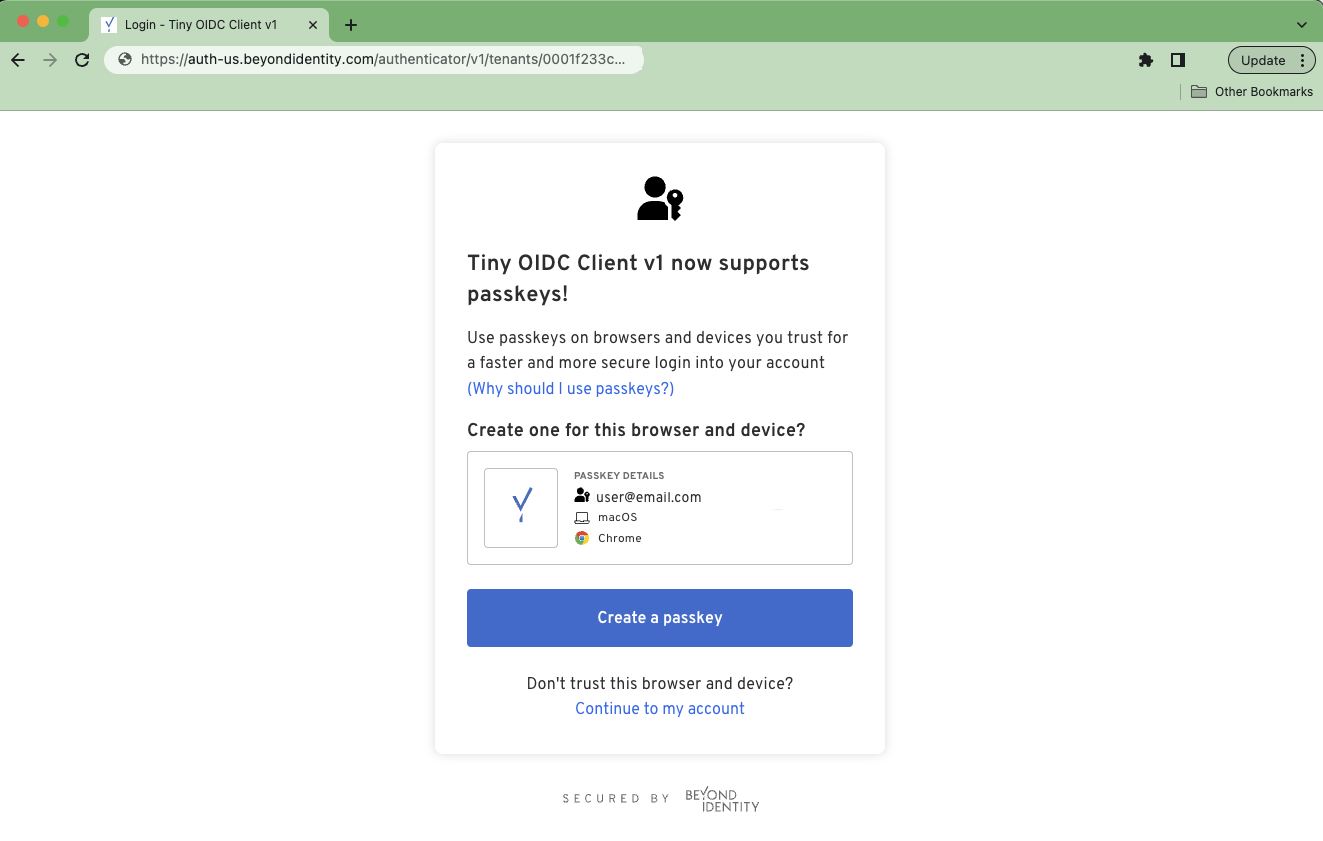 Login - Tiny OIDC Client v1
https://auth-us.beyondidentity.com/authenticator/v1/tenants/0001f233c...
Update
Other Bookmarks
Tiny OIDC Client v1 now supports
passkeys!
Use passkeys on browsers and devices you trust for
a faster and more secure login into your account
(Why should I use passkeys?)
Create one for this browser and device?
PASSKEY DETAILS
user@email.com
macOS
Chrome
Create a passkey
Don't trust this browser and device?
Continue to my account
SECURED BY
BEYOND
IDENTITY